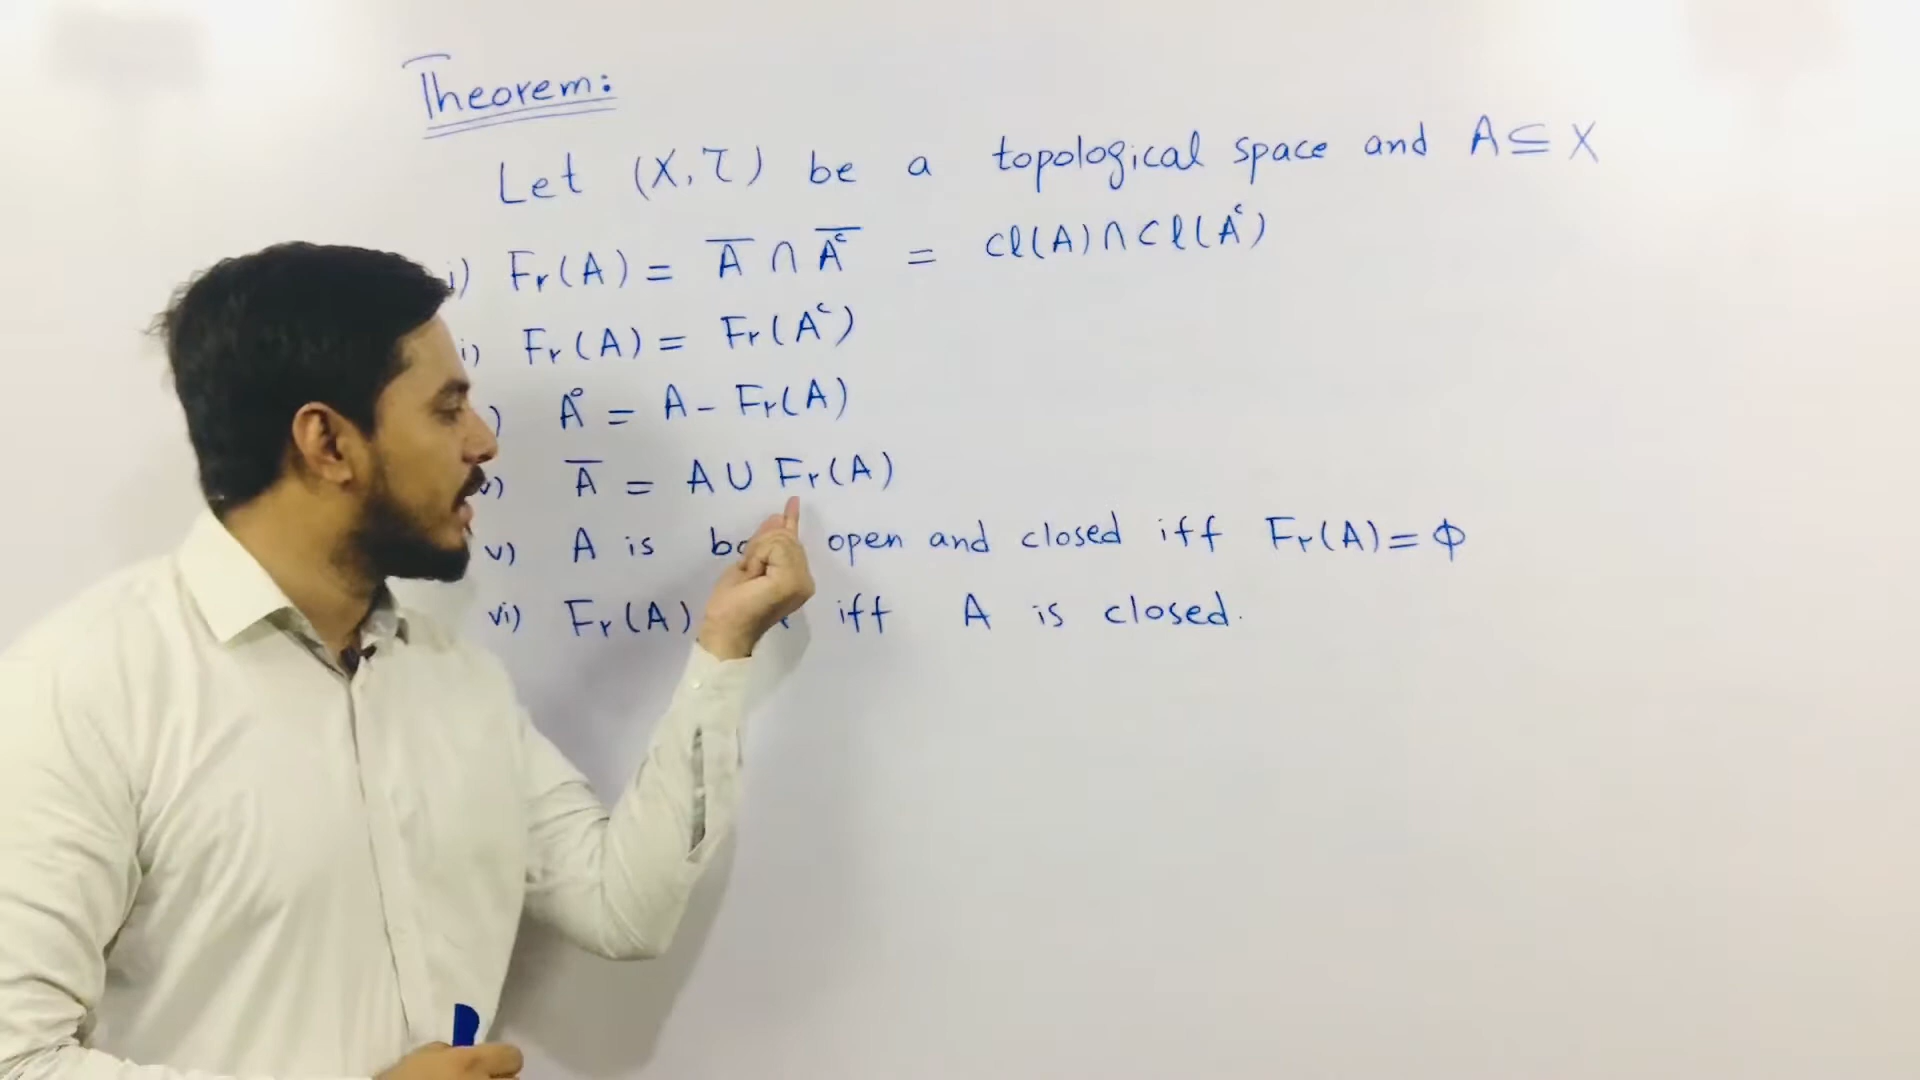 Theorem:
Let (X, τ) be a topological space and A ⊆ X
i) Fr(A) = A̅ ∩ A̅ᶜ̅ = Cl(A) ∩ Cl(Aᶜ)
i) Fr(A) = Fr(Aᶜ)
) A° = A - Fr(A)
v) A̅ = A ∪ Fr(A)
v) A is open and closed iff Fr(A) = Φ
vi) Fr(A) iff A is closed.